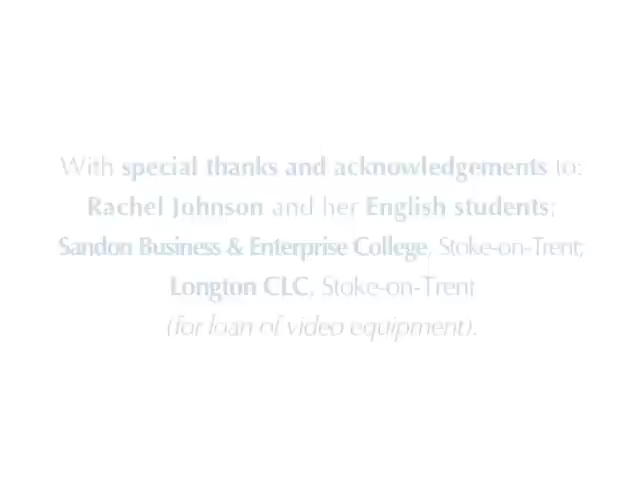 With special thanks and acknowledgements to:
Rachel Johnson and her English students;
Sandon Business & Enterprise College, Stoke-on-Trent;
Longton CLC, Stoke-on-Trent
(for loan of video equipment).